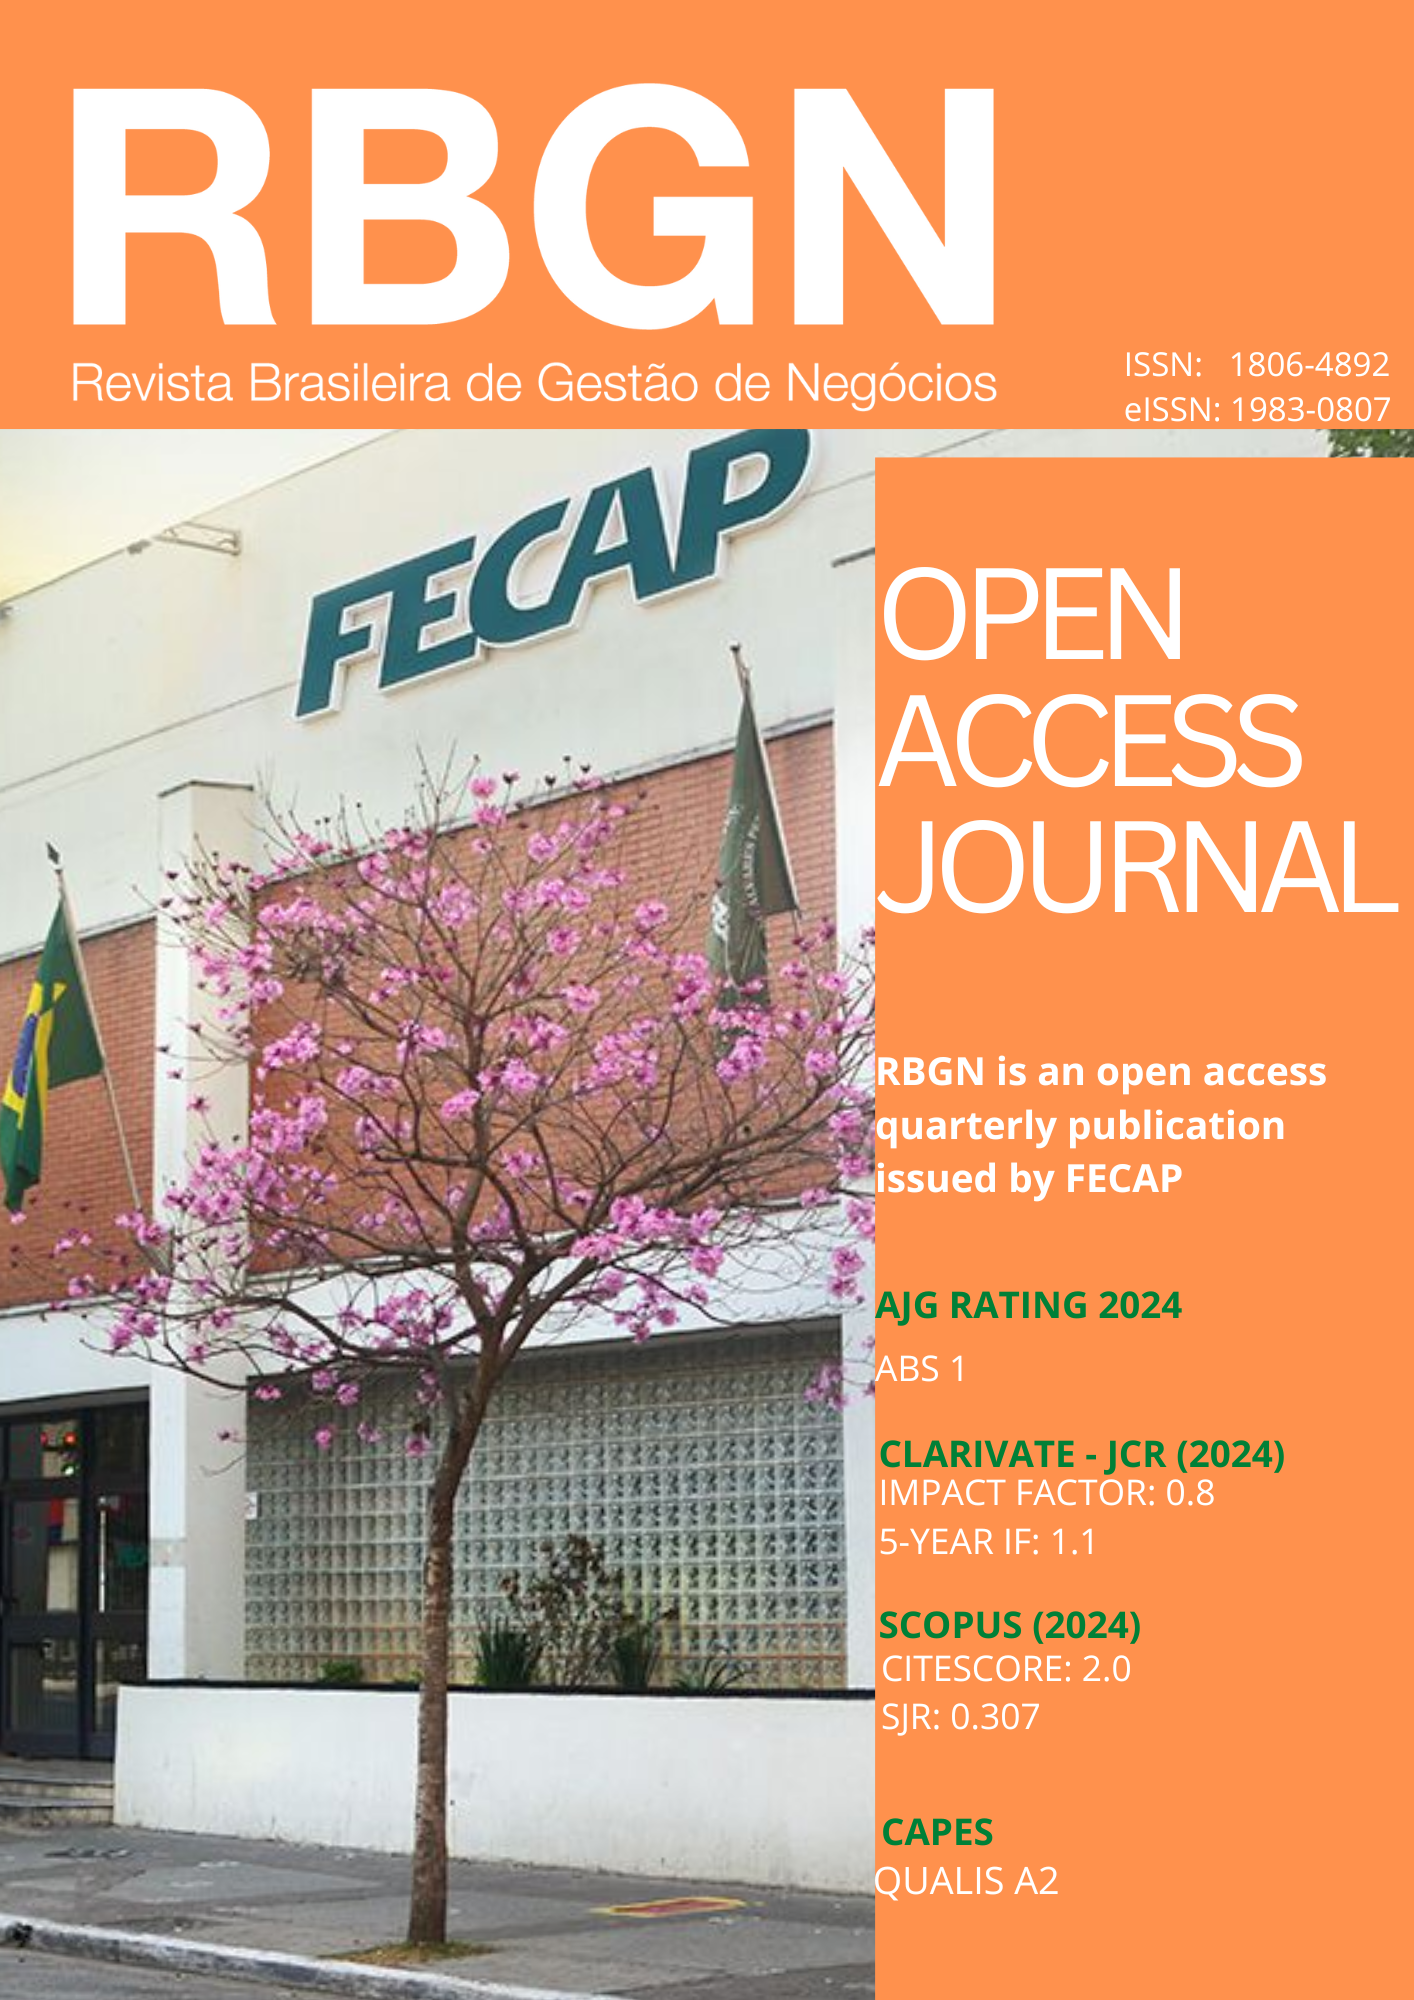 RBGN
Revista Brasileira de Gestão de Negócios
ISSN: 1806-4892
eISSN: 1983-0807
FECAP
OPEN
ACCESS
JOURNAL
RBGN is an open access
quarterly publication
issued by FECAP
AJG RATING 2024
ABS 1
CLARIVATE - JCR (2024)
IMPACT FACTOR: 0.8
5-YEAR IF: 1.1
SCOPUS (2024)
CITESCORE: 2.0
SJR: 0.307
CAPES
QUALIS A2